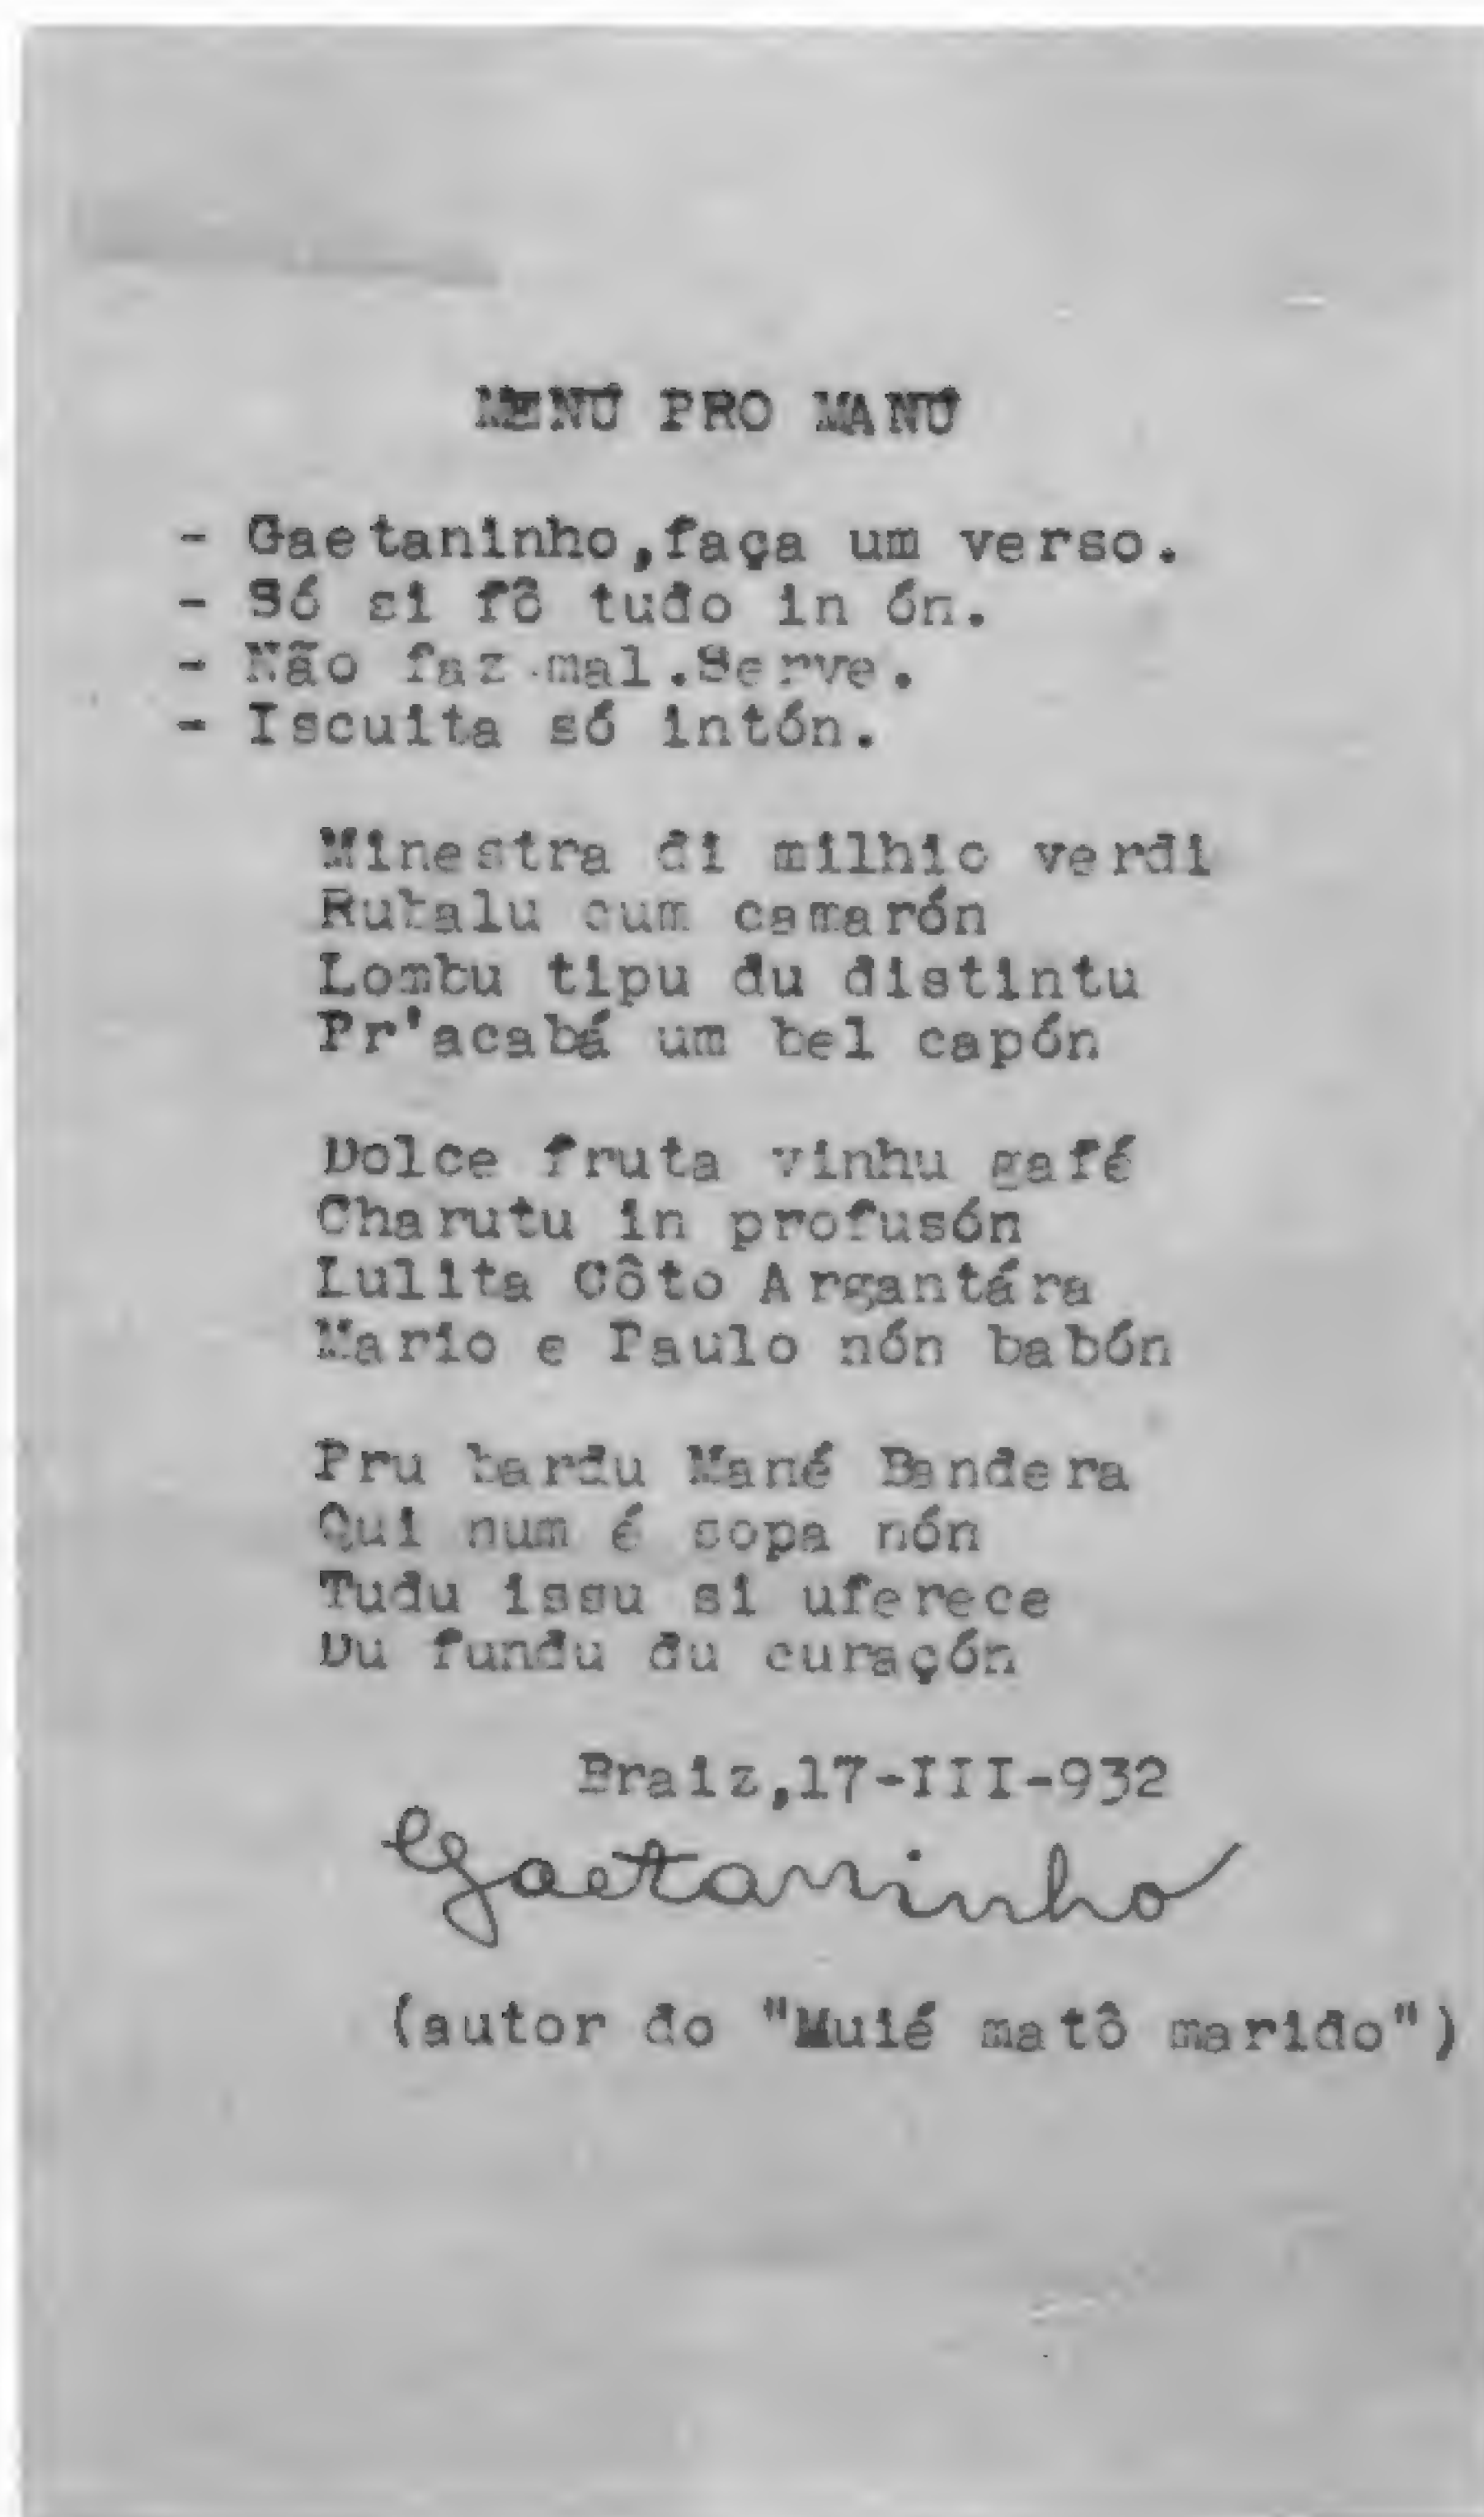 MENÚ PRO MANÚ
- Gaetaninho,faça um verso.
- Só si fô tudo in ón.
- Não faz mal.Serve.
- Iscuita só intón.
Minestra di milhio verdi
Rubalu cum camarón
Lombu tipu du distintu
Pr'acabá um bel capón
Dolce fruta vinhu gafé
Charutu in profusón
Lulita Côto Argantára
Mario e Paulo nón babón
Pru bardu Mané Bandera
Qui num é sopa nón
Tudu issu si uferece
Du fundu du curaçón
Braiz,17-III-932
Gaetaninho
(autor do "Muié matô marido")